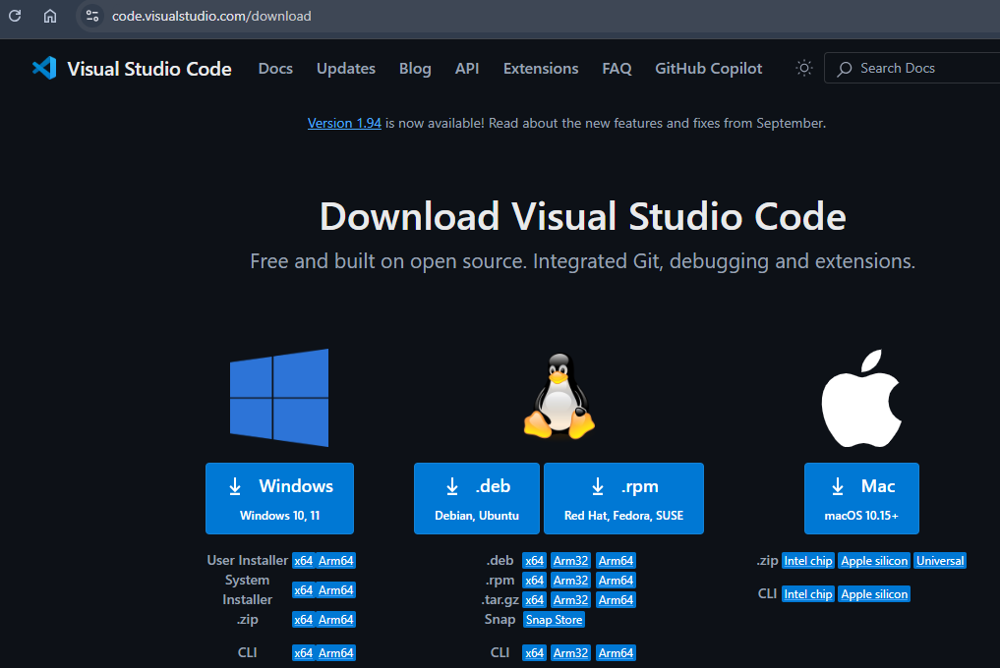 code.visualstudio.com/download
Visual Studio Code Docs Updates Blog API Extensions FAQ GitHub Copilot Search Docs
Version 1.94 is now available! Read about the new features and fixes from September.
Download Visual Studio Code
Free and built on open source. Integrated Git, debugging and extensions.
Windows
Windows 10, 11
User Installer x64 Arm64
System
Installer x64 Arm64
.zip x64 Arm64
CLI x64 Arm64
.deb
Debian, Ubuntu
.rpm
Red Hat, Fedora, SUSE
.deb x64 Arm32 Arm64
.rpm x64 Arm32 Arm64
.tar.gz x64 Arm32 Arm64
Snap Snap Store
CLI x64 Arm32 Arm64
Mac
macOS 10.15+
.zip Intel chip Apple silicon Universal
CLI Intel chip Apple silicon